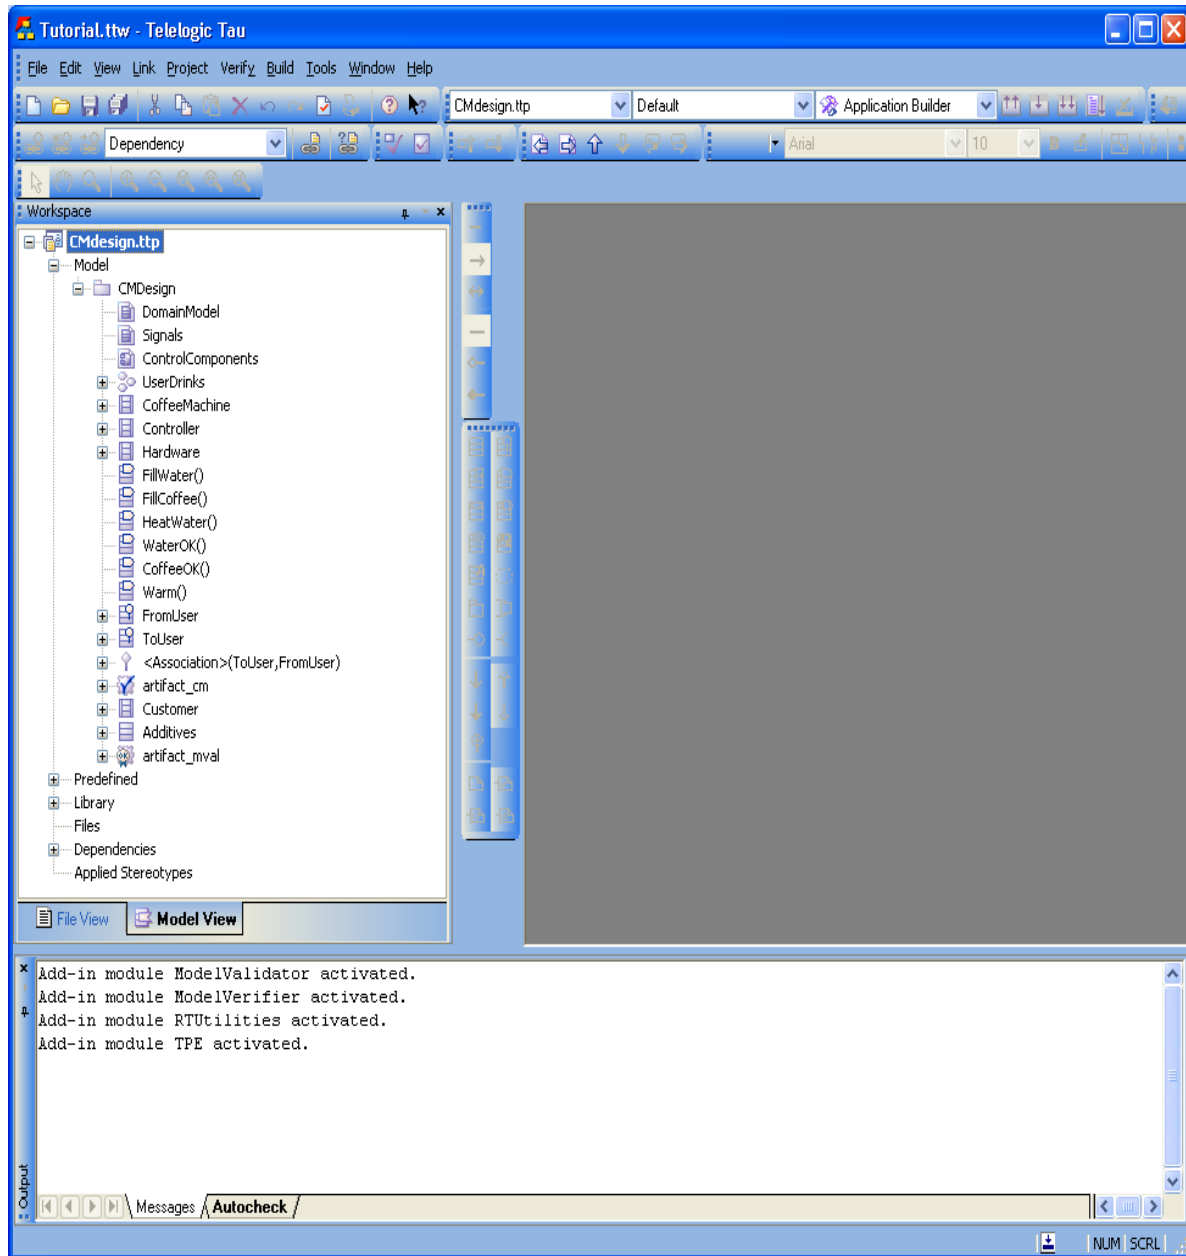 Tutorial.ttw - Telelogic Tau
File Edit View Link Project Verify Build Tools Window Help
CMdesign.ttp Default Application Builder
Dependency Arial 10
Workspace
CMdesign.ttp
Model
CMDesign
DomainModel
Signals
ControlComponents
UserDrinks
CoffeeMachine
Controller
Hardware
FillWater()
FillCoffee()
HeatWater()
WaterOK()
CoffeeOK()
Warm()
FromUser
ToUser
<Association>(ToUser,FromUser)
artifact_cm
Customer
Additives
artifact_mval
Predefined
Library
Files
Dependencies
Applied Stereotypes
File View Model View
Add-in module ModelValidator activated.
Add-in module ModelVerifier activated.
Add-in module RTUtilities activated.
Add-in module TPE activated.
Output
Messages Autocheck
NUM SCRL